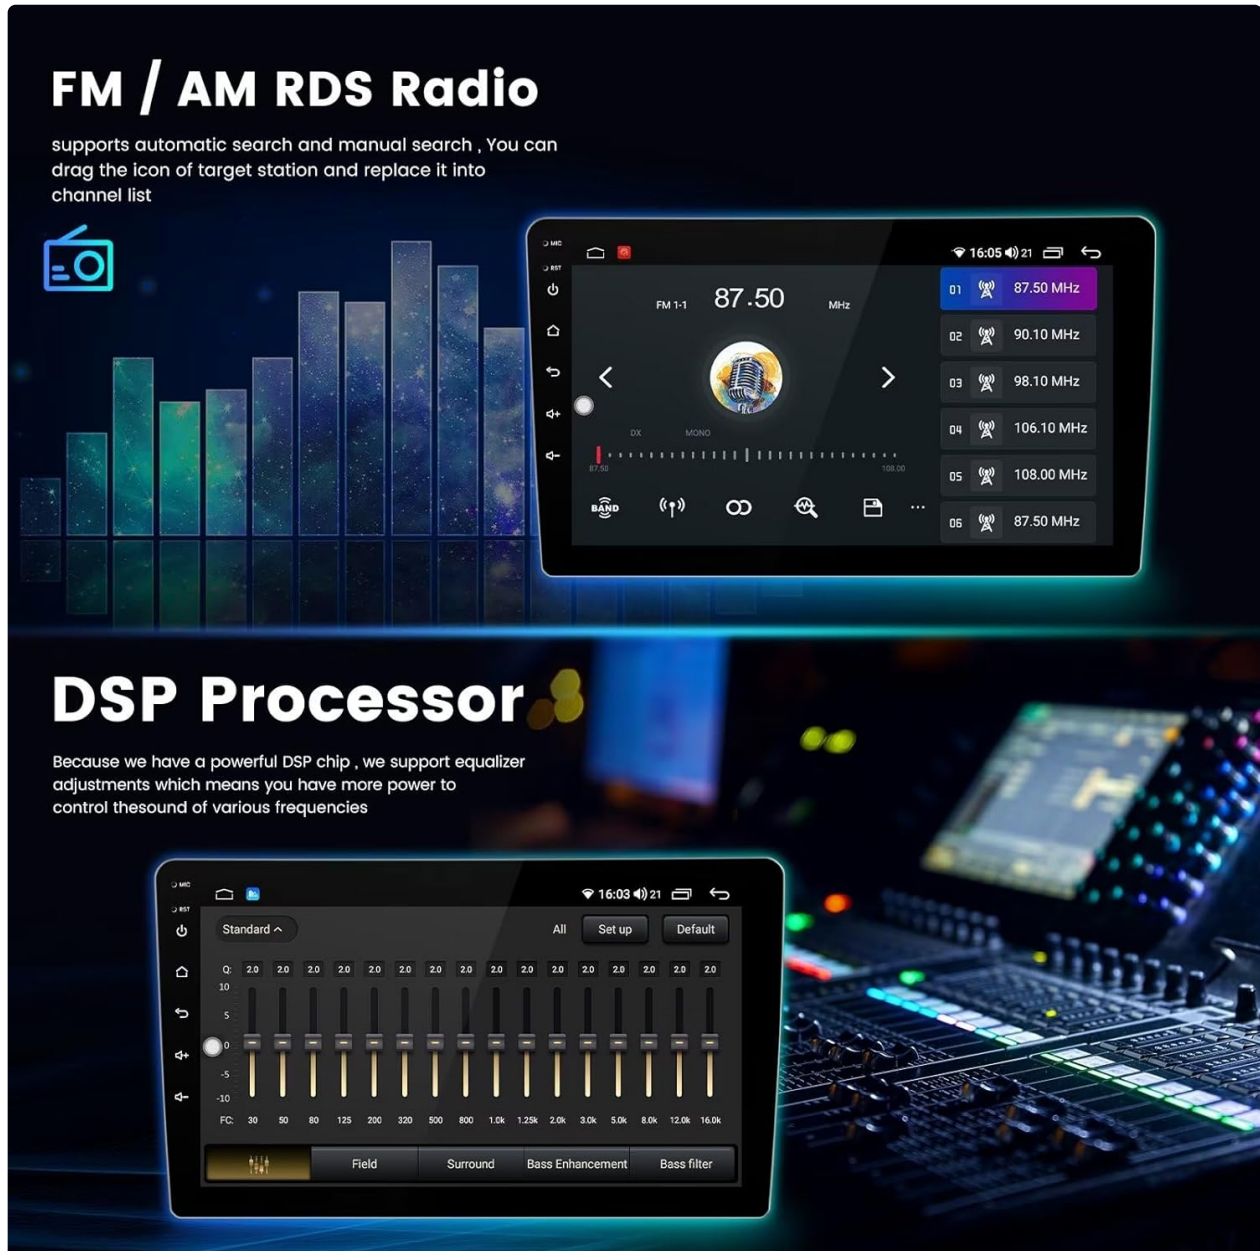 FM / AM RDS Radio
supports automatic search and manual search , You can
drag the icon of target station and replace it into
channel list
MIC
16:05 21
RST
FM 1-1 87.50 MHz
DX MONO
87.50 108.00
BAND
01 87.50 MHz
02 90.10 MHz
03 98.10 MHz
04 106.10 MHz
05 108.00 MHz
06 87.50 MHz
DSP Processor
Because we have a powerful DSP chip , we support equalizer
adjustments which means you have more power to
control thesound of various frequencies
MIC
16:03 21
RST
Standard All Set up Default
Q: 2.0 2.0 2.0 2.0 2.0 2.0 2.0 2.0 2.0 2.0 2.0 2.0 2.0 2.0 2.0 2.0
10
5
0
-5
-10
FC: 30 50 80 125 200 320 500 800 1.0k 1.25k 2.0k 3.0k 5.0k 8.0k 12.0k 16.0k
Field Surround Bass Enhancement Bass filter